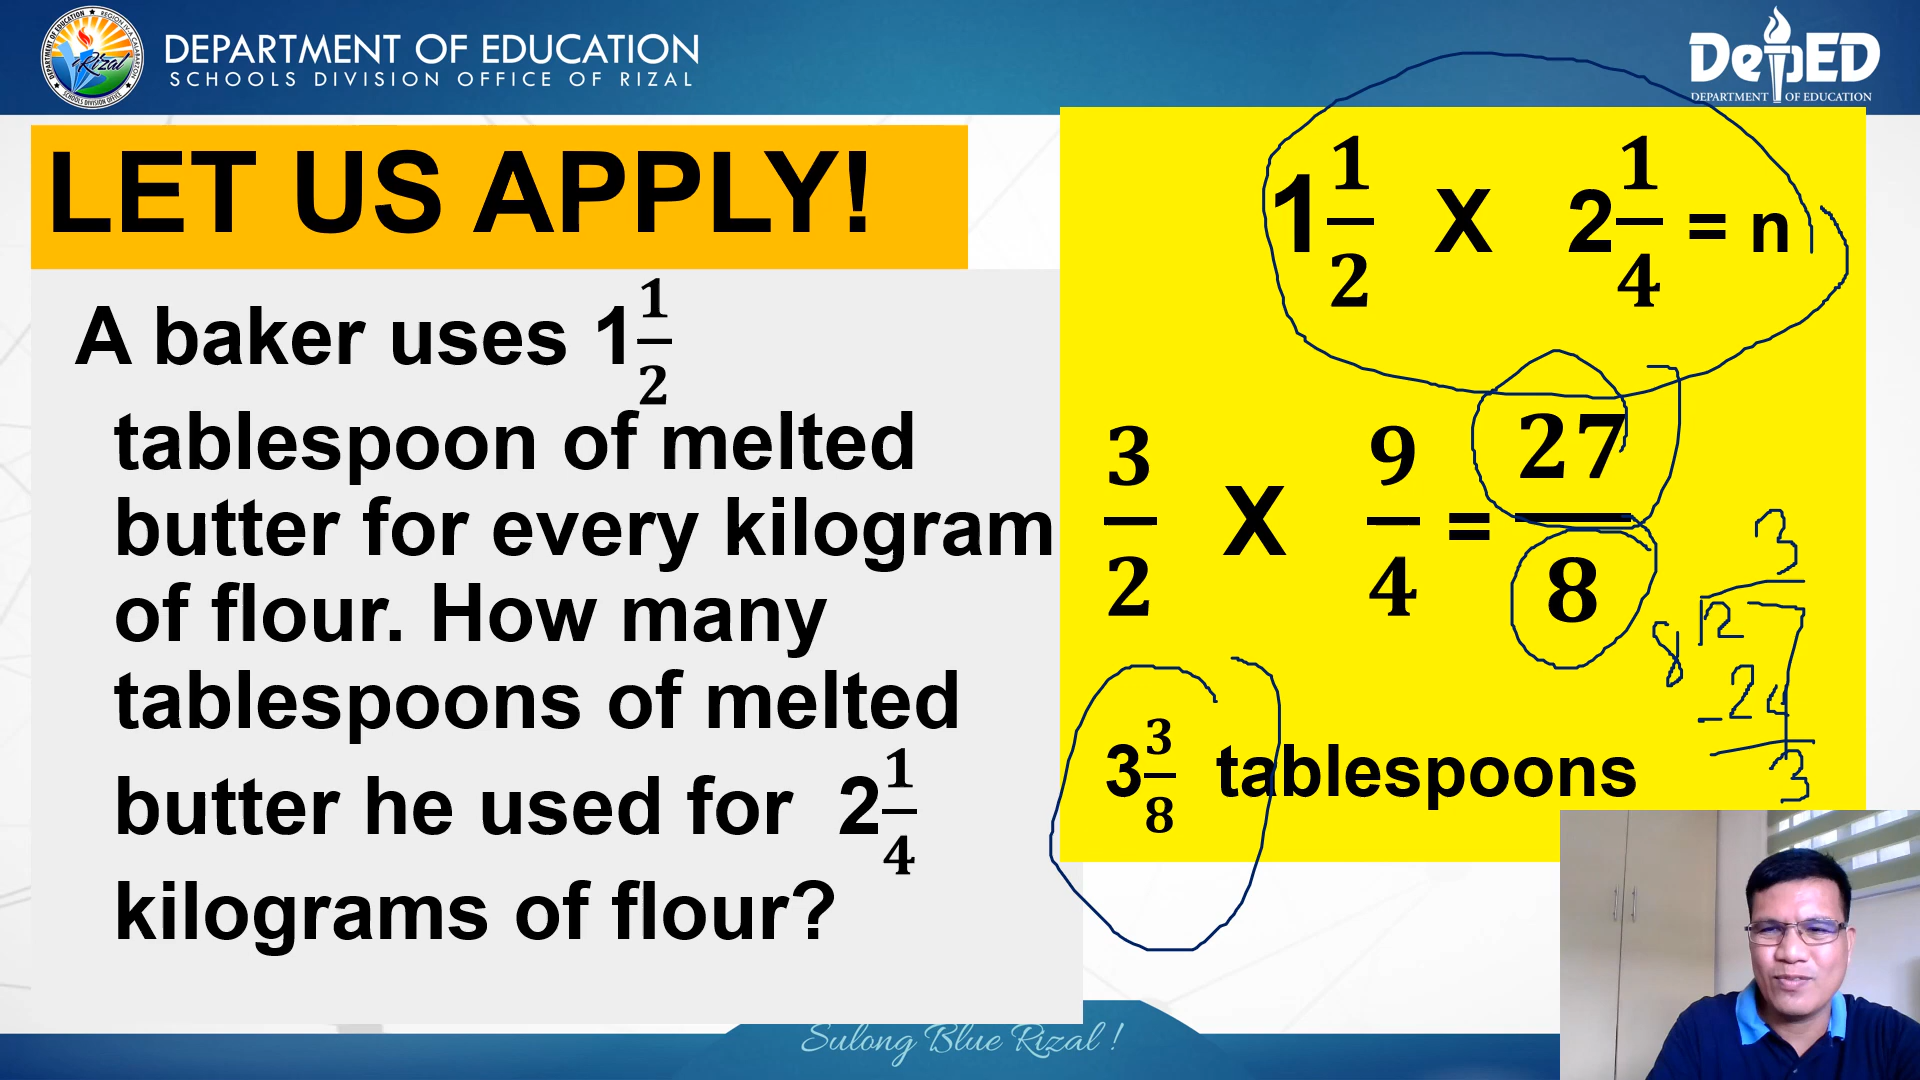 DEPARTMENT OF EDUCATION
SCHOOLS DIVISION OFFICE OF RIZAL
DepED
DEPARTMENT OF EDUCATION
LET US APPLY!
A baker uses 1 1/2
tablespoon of melted
butter for every kilogram
of flour. How many
tablespoons of melted
butter he used for 2 1/4
kilograms of flour?
1 1/2 X 2 1/4 = n
3/2 X 9/4 = 27/8
3
8 27
- 24
3
3 3/8 tablespoons
Sulong Blue Rizal !